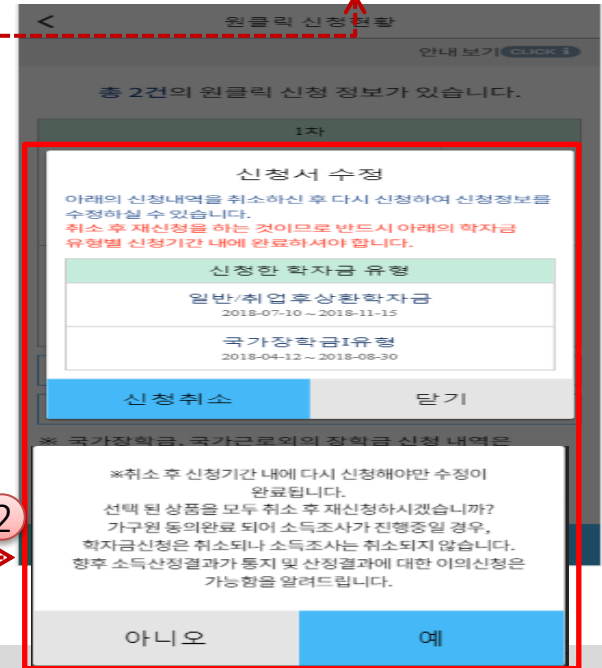 <
원클릭 신청현황
안내 보기 CLICK i
총 2건의 원클릭 신청 정보가 있습니다.
1차
신청서 수정
아래의 신청내역을 취소하신 후 다시 신청하여 신청정보를
수정하실 수 있습니다.
취소 후 재신청을 하는 것이므로 반드시 아래의 학자금
유형별 신청기간 내에 완료하셔야 합니다.
신청한 학자금 유형
일반/취업후상환학자금
2018-07-10 ~ 2018-11-15
국가장학금I유형
2018-04-12 ~ 2018-08-30
신청취소
닫기
※ 국가장학금, 국가근로외의 장학금 신청 내역은
※취소 후 신청기간 내에 다시 신청해야만 수정이
완료됩니다.
선택 된 상품을 모두 취소 후 재신청하시겠습니까?
가구원 동의완료 되어 소득조사가 진행중일 경우,
학자금신청은 취소되나 소득조사는 취소되지 않습니다.
향후 소득산정결과가 통지 및 산정결과에 대한 이의신청은
가능함을 알려드립니다.
2
아니오
예